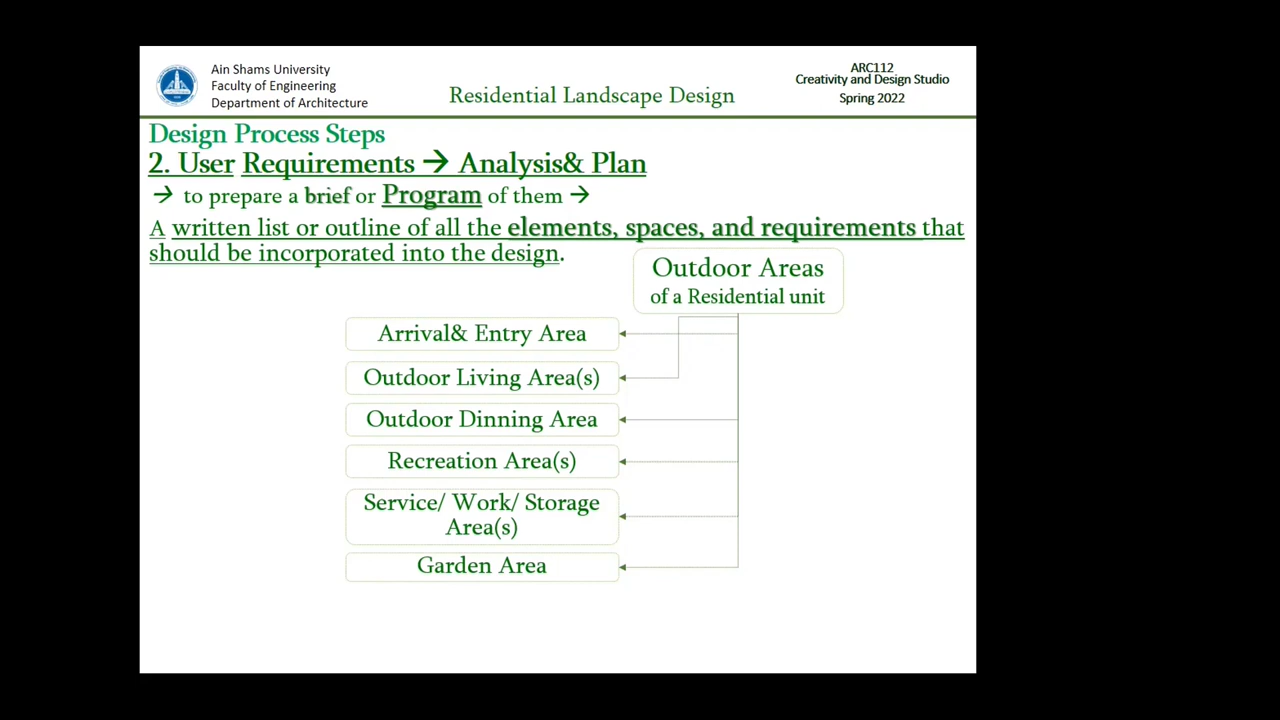 Ain Shams University
Faculty of Engineering
Department of Architecture
Residential Landscape Design
ARC112
Creativity and Design Studio
Spring 2022
Design Process Steps
2. User Requirements → Analysis& Plan
→ to prepare a brief or Program of them →
A written list or outline of all the elements, spaces, and requirements that
should be incorporated into the design.
Outdoor Areas
of a Residential unit
Arrival& Entry Area
Outdoor Living Area(s)
Outdoor Dinning Area
Recreation Area(s)
Service/ Work/ Storage
Area(s)
Garden Area